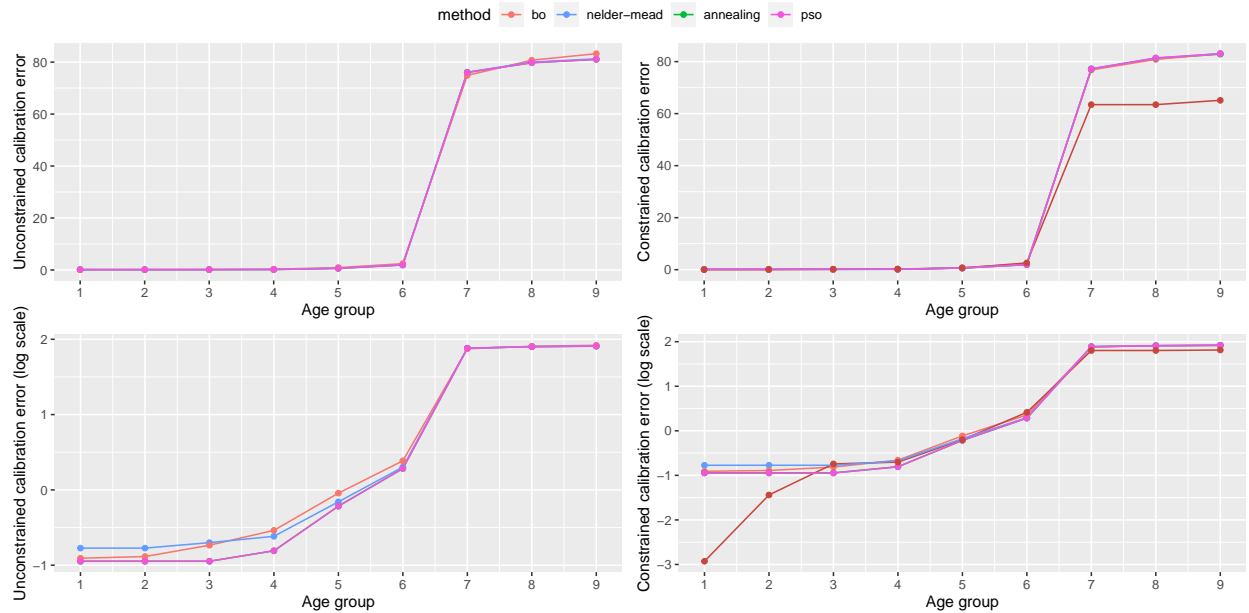 method bo nelder-mead annealing pso
Unconstrained calibration error
80
60
40
20
0
1 2 3 4 5 6 7 8 9
Age group
Constrained calibration error
80
60
40
20
0
1 2 3 4 5 6 7 8 9
Age group
Unconstrained calibration error (log scale)
2
1
0
−1
1 2 3 4 5 6 7 8 9
Age group
Constrained calibration error (log scale)
2
1
0
−1
−2
−3
1 2 3 4 5 6 7 8 9
Age group